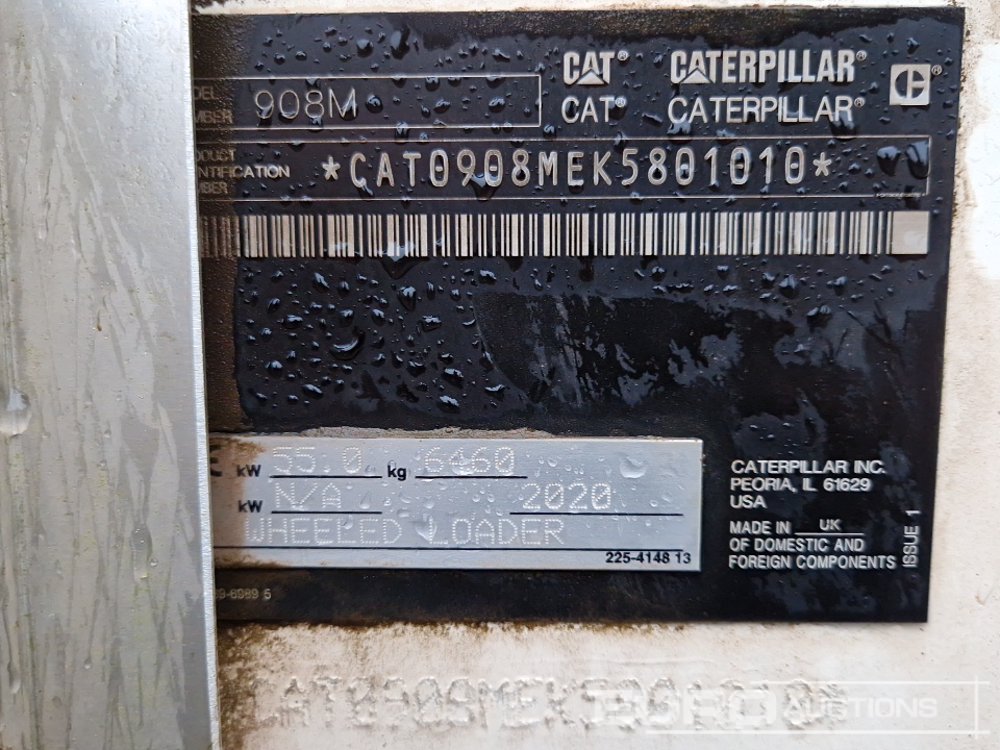 CAT® CATERPILLAR®
908M CAT® CATERPILLAR®
CATION *CAT0908MEK5801010*
kW 55.0 kg 6460
kW N/A 2020
WHEELED LOADER
225-4148 13
CATERPILLAR INC.
PEORIA, IL 61629
USA
MADE IN UK
OF DOMESTIC AND
FOREIGN COMPONENTS
ISSUE 1
AUCTIONS